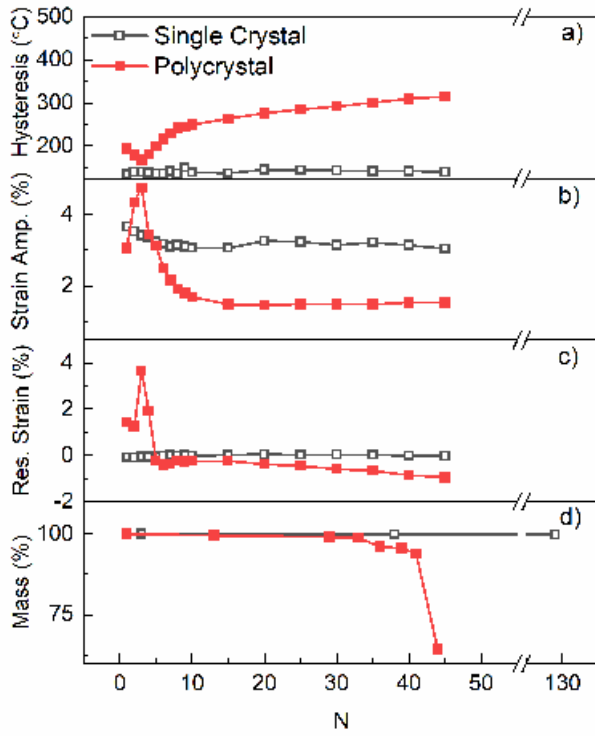 500
400
300
200
Hysteresis (°C)
Single Crystal
Polycrystal
a)
4
2
Strain Amp. (%)
b)
4
2
0
-2
Res. Strain (%)
c)
100
75
Mass (%)
d)
0 10 20 30 40 50 130
N